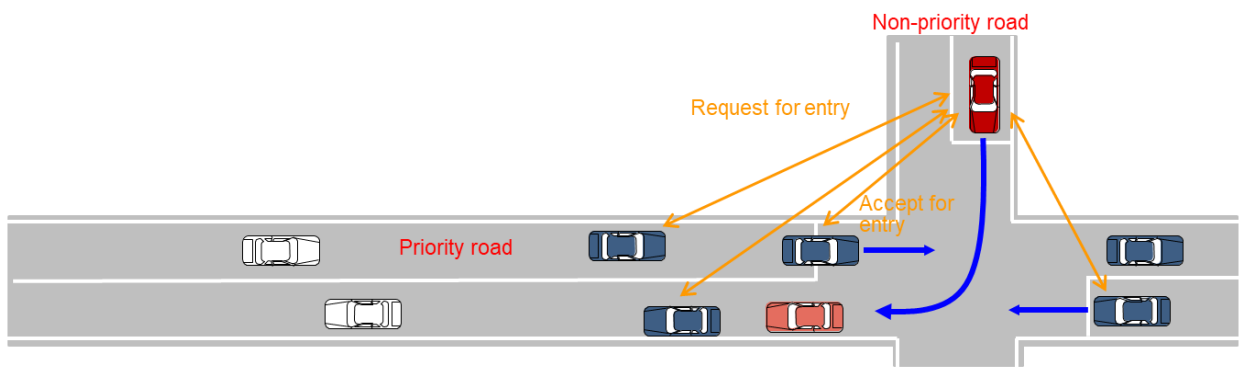 Non-priority road
Request for entry
Accept for
entry
Priority road